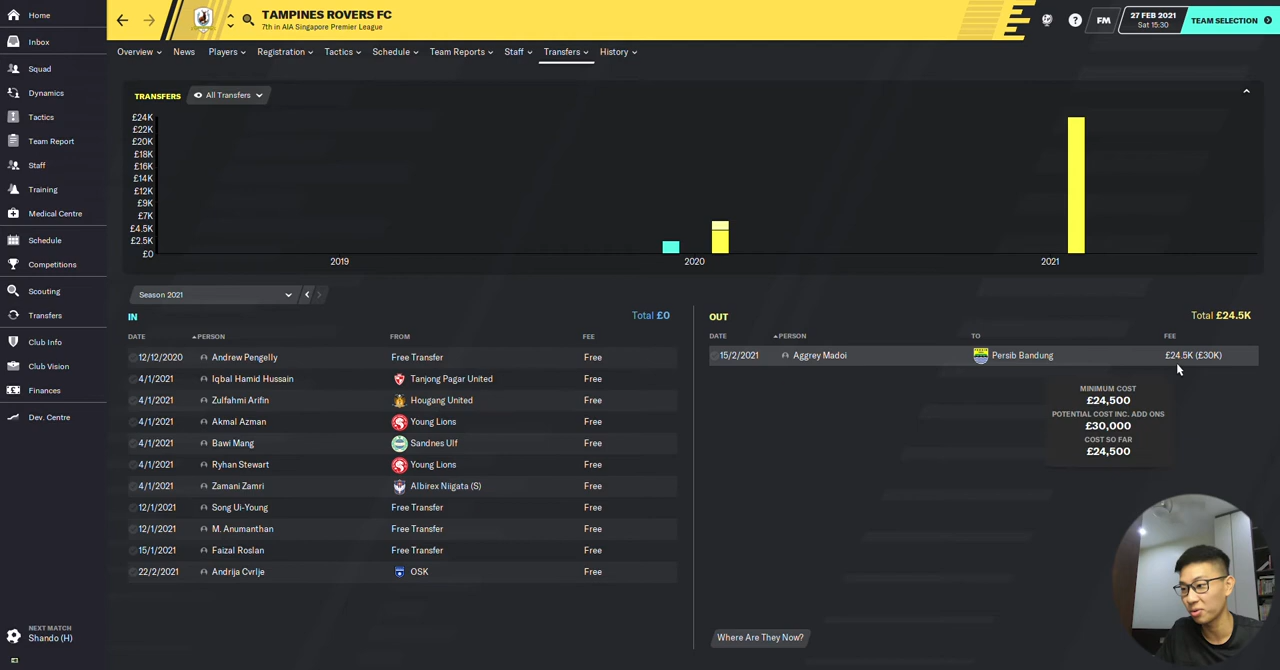 Home
Inbox
Squad
Dynamics
Tactics
Team Report
Staff
Training
Medical Centre
Schedule
Competitions
Scouting
Transfers
Club Info
Club Vision
Finances
Dev. Centre
NEXT MATCH
Shando (H)
TAMPINES ROVERS FC
7th in AIA Singapore Premier League
FM
27 FEB 2021
Sat 15:30
TEAM SELECTION
Overview News Players Registration Tactics Schedule Team Reports Staff Transfers History
TRANSFERS All Transfers
£24K
£22K
£20K
£18K
£16K
£14K
£12K
£9K
£7K
£4.5K
£2.5K
£0
2019 2020 2021
Season 2021
IN Total £0
DATE PERSON FROM FEE
12/12/2020 Andrew Pengelly Free Transfer Free
4/1/2021 Iqbal Hamid Hussain Tanjong Pagar United Free
4/1/2021 Zulfahmi Arifin Hougang United Free
4/1/2021 Akmal Azman Young Lions Free
4/1/2021 Bawi Mang Sandnes Ulf Free
4/1/2021 Ryhan Stewart Young Lions Free
4/1/2021 Zamani Zamri Albirex Niigata (S) Free
12/1/2021 Song Ui-Young Free Transfer Free
12/1/2021 M. Anumanthan Free Transfer Free
15/1/2021 Faizal Roslan Free Transfer Free
22/2/2021 Andrija Cvrlje OSK Free
OUT Total £24.5K
DATE PERSON TO FEE
15/2/2021 Aggrey Madoi Persib Bandung £24.5K (£30K)
MINIMUM COST
£24,500
POTENTIAL COST INC. ADD ONS
£30,000
COST SO FAR
£24,500
Where Are They Now?